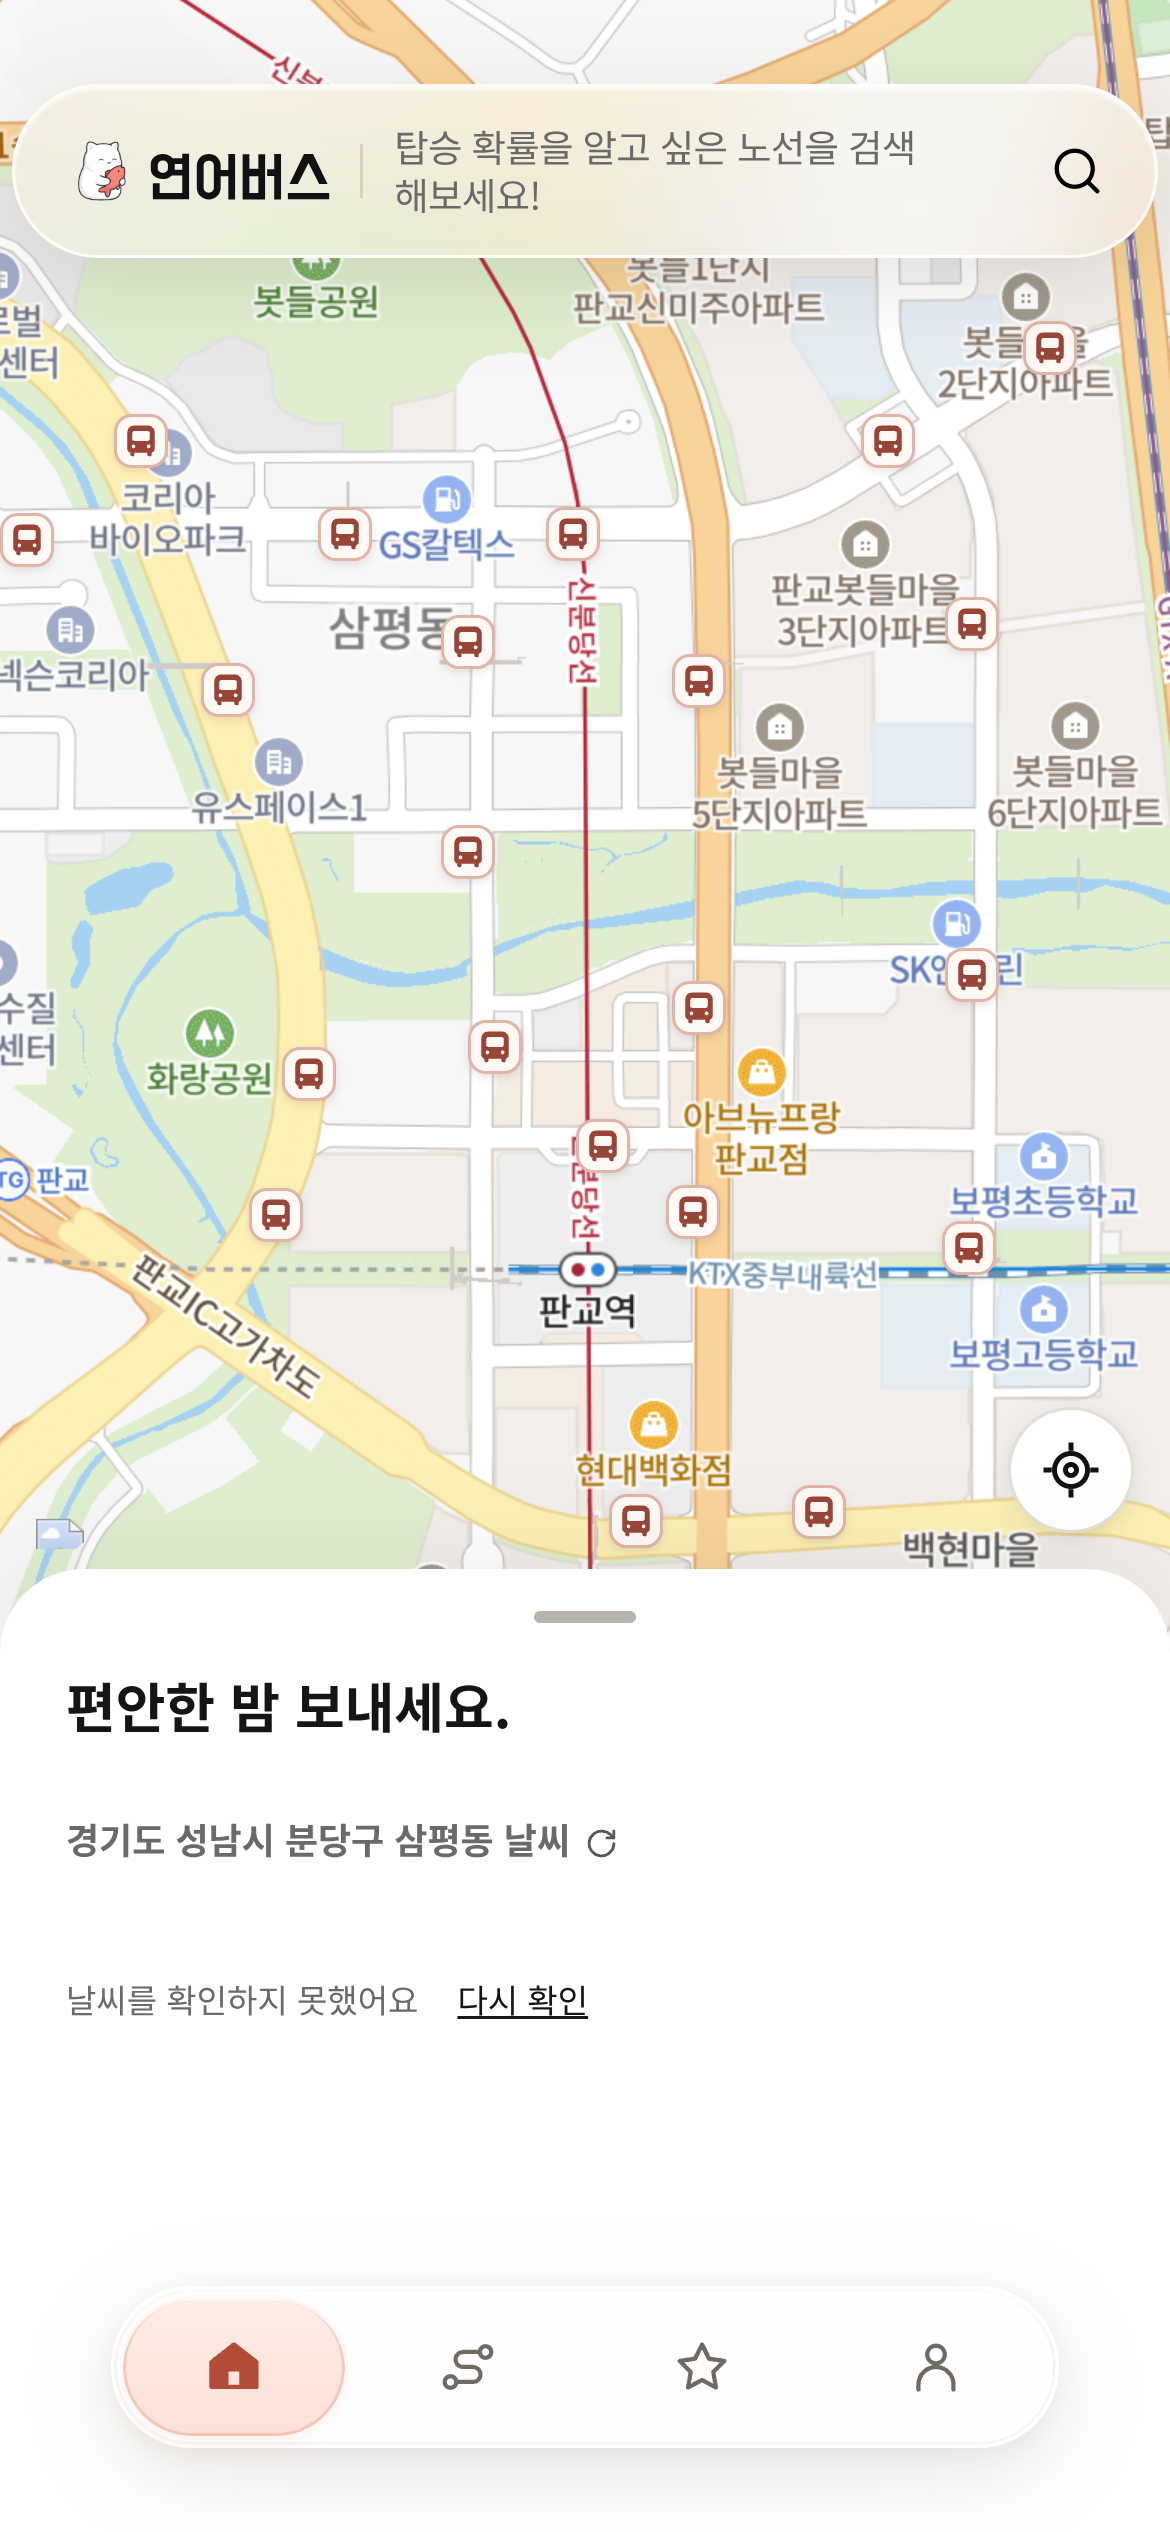 연어버스
탑승 확률을 알고 싶은 노선을 검색
해보세요!
봇들공원
봇들1단지
판교신미주아파트
2단지아파트
코리아
바이오파크
GS칼텍스
신분당선
삼평동
넥슨코리아
판교봇들마을
3단지아파트
유스페이스1
봇들마을
5단지아파트
봇들마을
6단지아파트
수질
센터
화랑공원
아브뉴프랑
판교점
TG 판교
보평초등학교
판교IC고가차도
KTX중부내륙선
판교역
보평고등학교
현대백화점
백현마을
편안한 밤 보내세요.
경기도 성남시 분당구 삼평동 날씨
날씨를 확인하지 못했어요 다시 확인